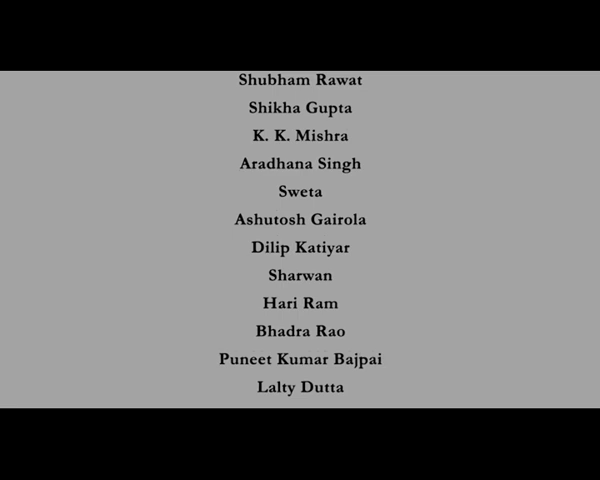 Shubham Rawat
Shikha Gupta
K. K. Mishra
Aradhana Singh
Sweta
Ashutosh Gairola
Dilip Katiyar
Sharwan
Hari Ram
Bhadra Rao
Puneet Kumar Bajpai
Lalty Dutta